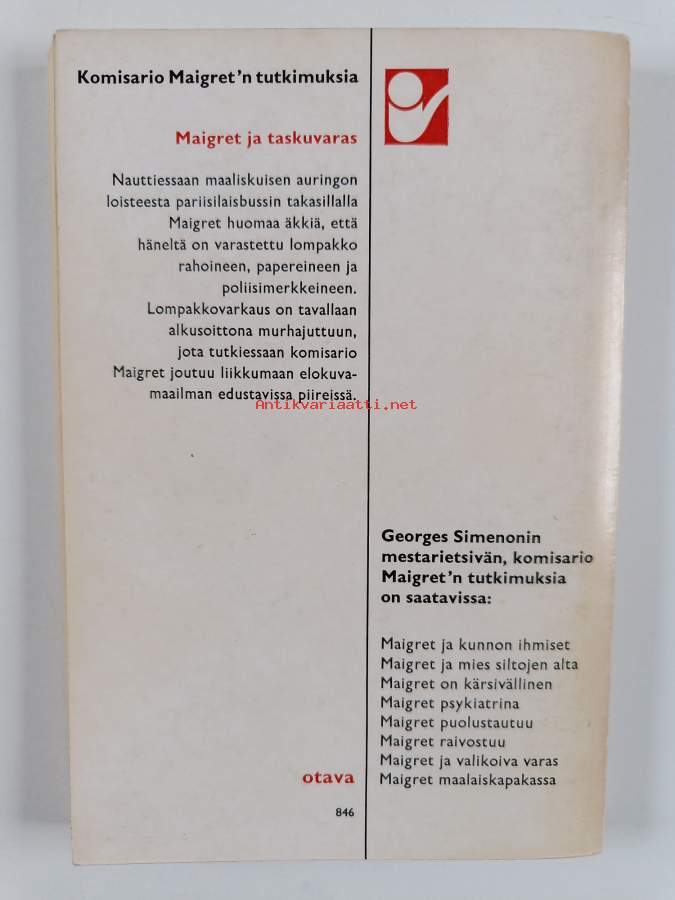 Komisario Maigret'n tutkimuksia
Maigret ja taskuvaras
Nauttiessaan maaliskuisen auringon
loisteesta pariisilaisbussin takasillalla
Maigret huomaa äkkiä, että
häneltä on varastettu lompakko
rahoineen, papereineen ja
poliisimerkkeineen.
Lompakkovarkaus on tavallaan
alkusoittona murhajuttuun,
jota tutkiessaan komisario
Maigret joutuu liikkumaan elokuva-
maailman edustavissa piireissä.
Antikvariaatti.net
otava
846
Georges Simenonin
mestarietsivän, komisario
Maigret'n tutkimuksia
on saatavissa:
Maigret ja kunnon ihmiset
Maigret ja mies siltojen alta
Maigret on kärsivällinen
Maigret psykiatrina
Maigret puolustautuu
Maigret raivostuu
Maigret ja valikoiva varas
Maigret maalaiskapakassa